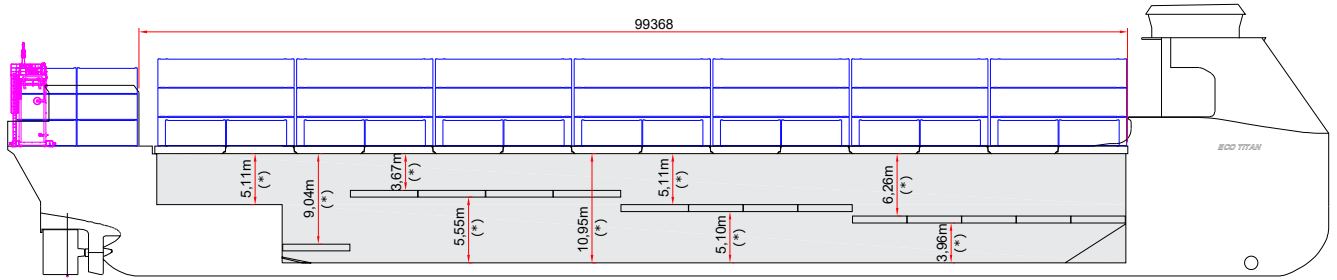 99368
ECO TITAN
5,11m
(*)
9,04m
(*)
3,67m
(*)
5,55m
(*)
10,95m
(*)
5,11m
(*)
5,10m
(*)
6,26m
(*)
3,96m
(*)